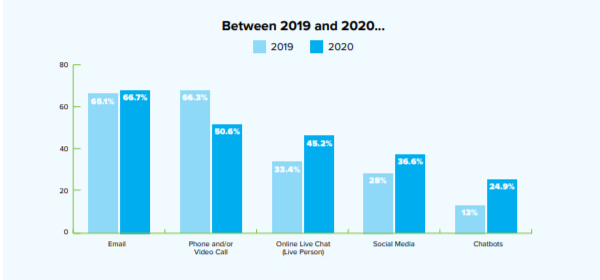 Between 2019 and 2020...
2019 2020
80
60
40
20
0
65.1% 66.7%
66.3% 50.6%
33.4% 45.2%
28% 36.6%
13% 24.9%
Email
Phone and/or
Video Call
Online Live Chat
(Live Person)
Social Media
Chatbots